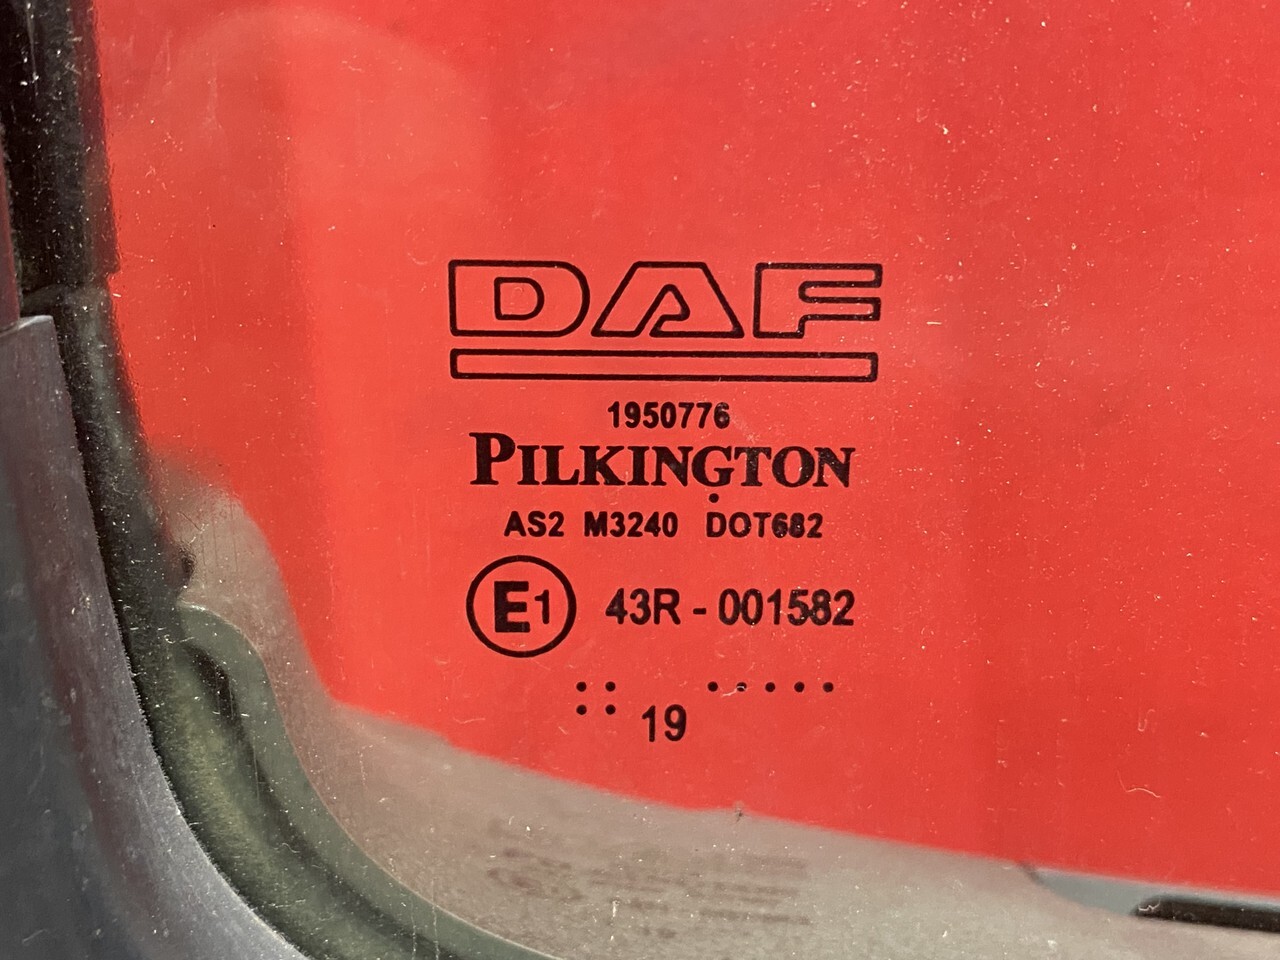 DAF
1950776
PILKINGTON
AS2 M3240 DOT682
E1 43R - 001582
19